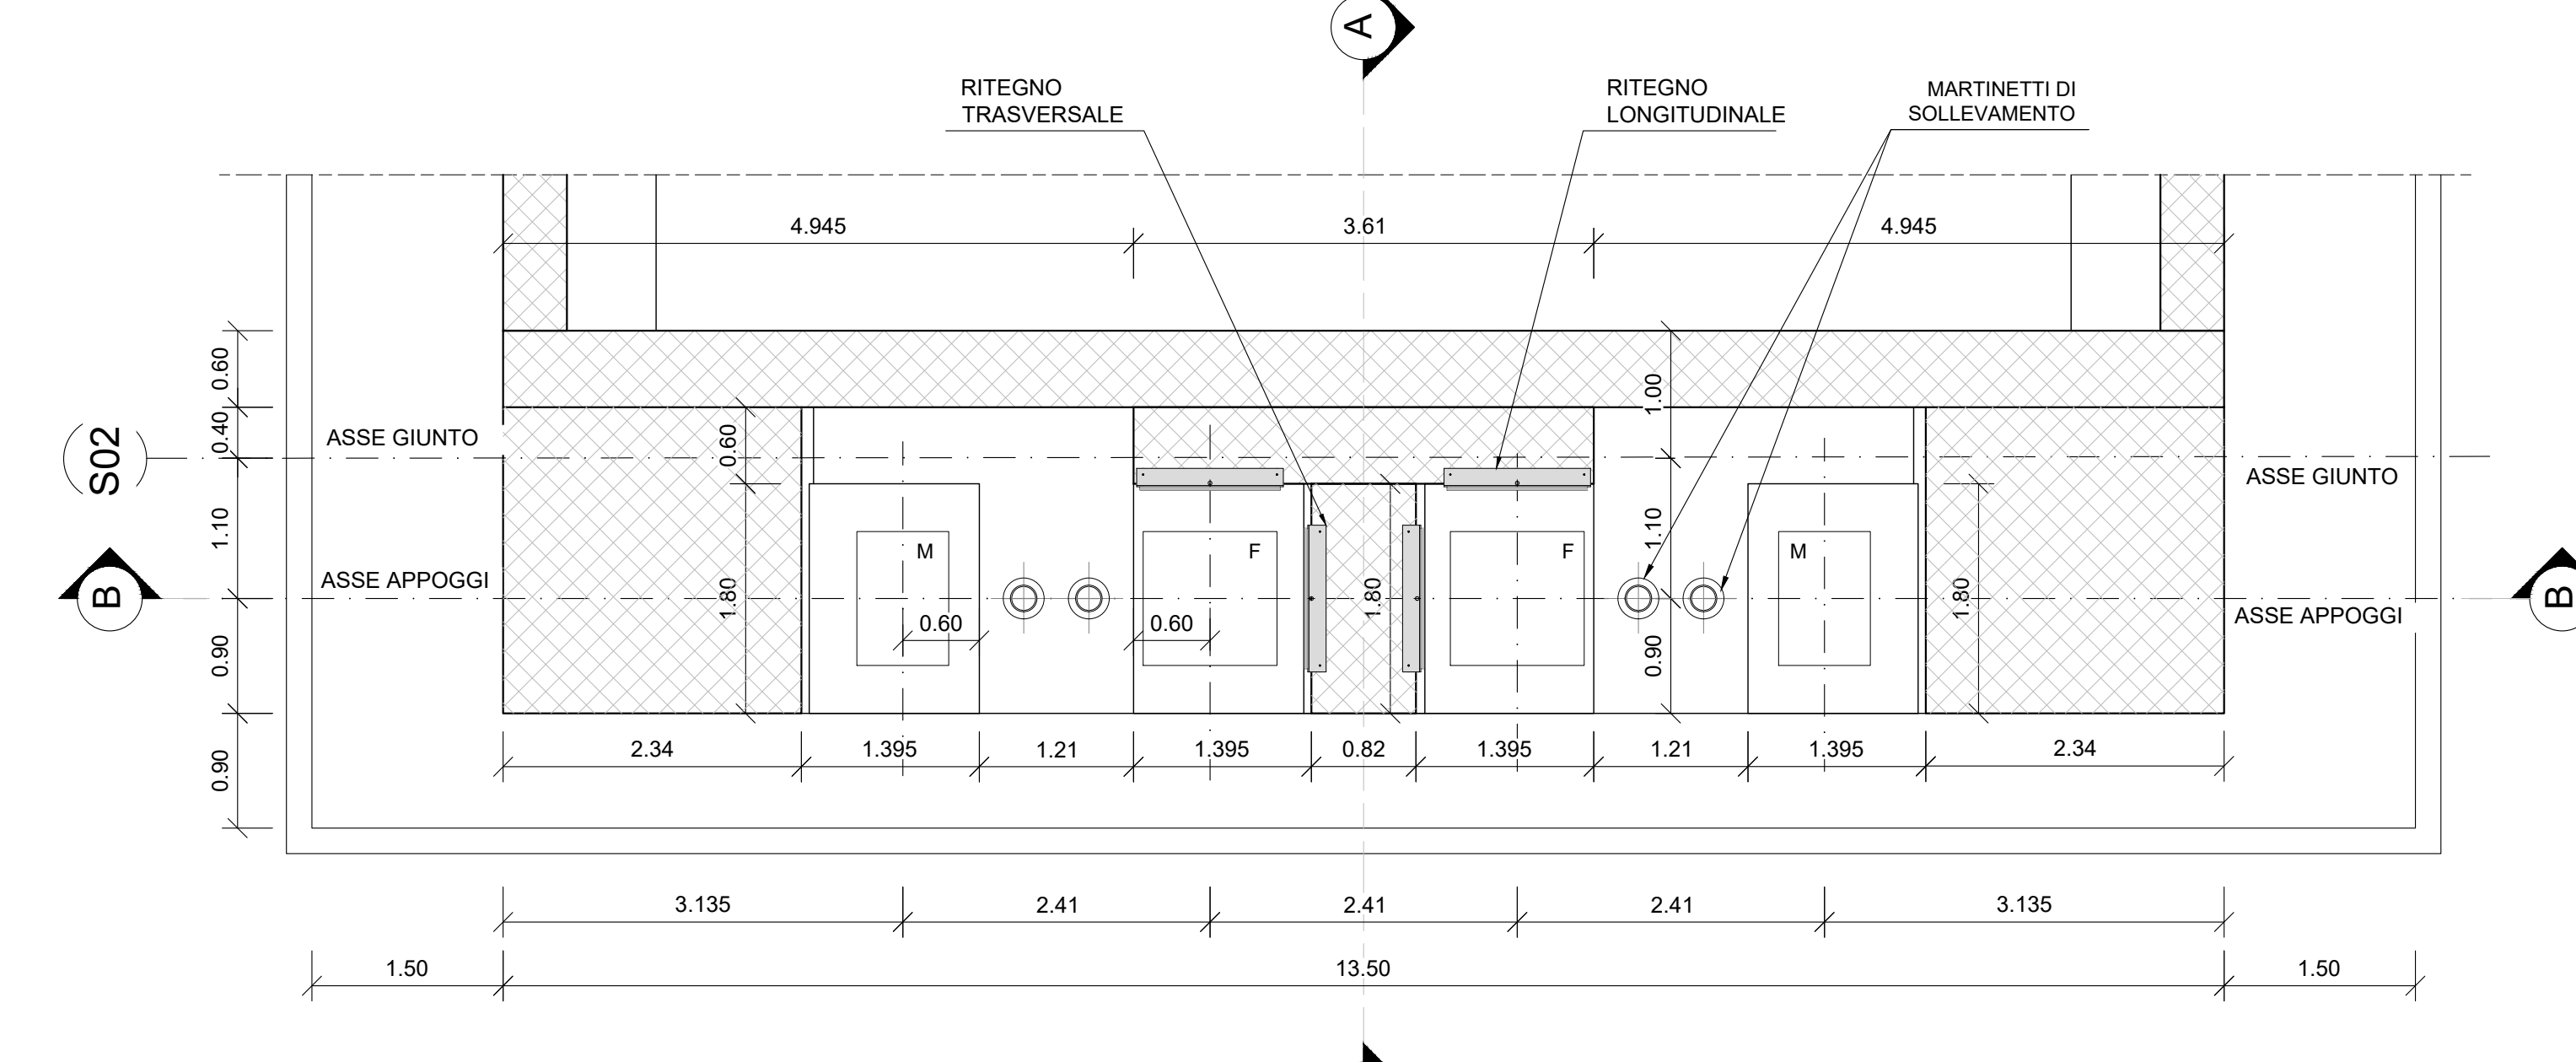 A
RITEGNO
TRASVERSALE
RITEGNO
LONGITUDINALE
MARTINETTI DI
SOLLEVAMENTO
4.945
3.61
4.945
0.60
0.40
1.10
0.90
0.90
S02
B
ASSE GIUNTO
ASSE APPOGGI
0.60
1.80
1.00
1.10
0.90
1.80
1.80
ASSE GIUNTO
ASSE APPOGGI
B
M
F
F
M
0.60
0.60
2.34
1.395
1.21
1.395
0.82
1.395
1.21
1.395
2.34
3.135
2.41
2.41
2.41
3.135
1.50
13.50
1.50